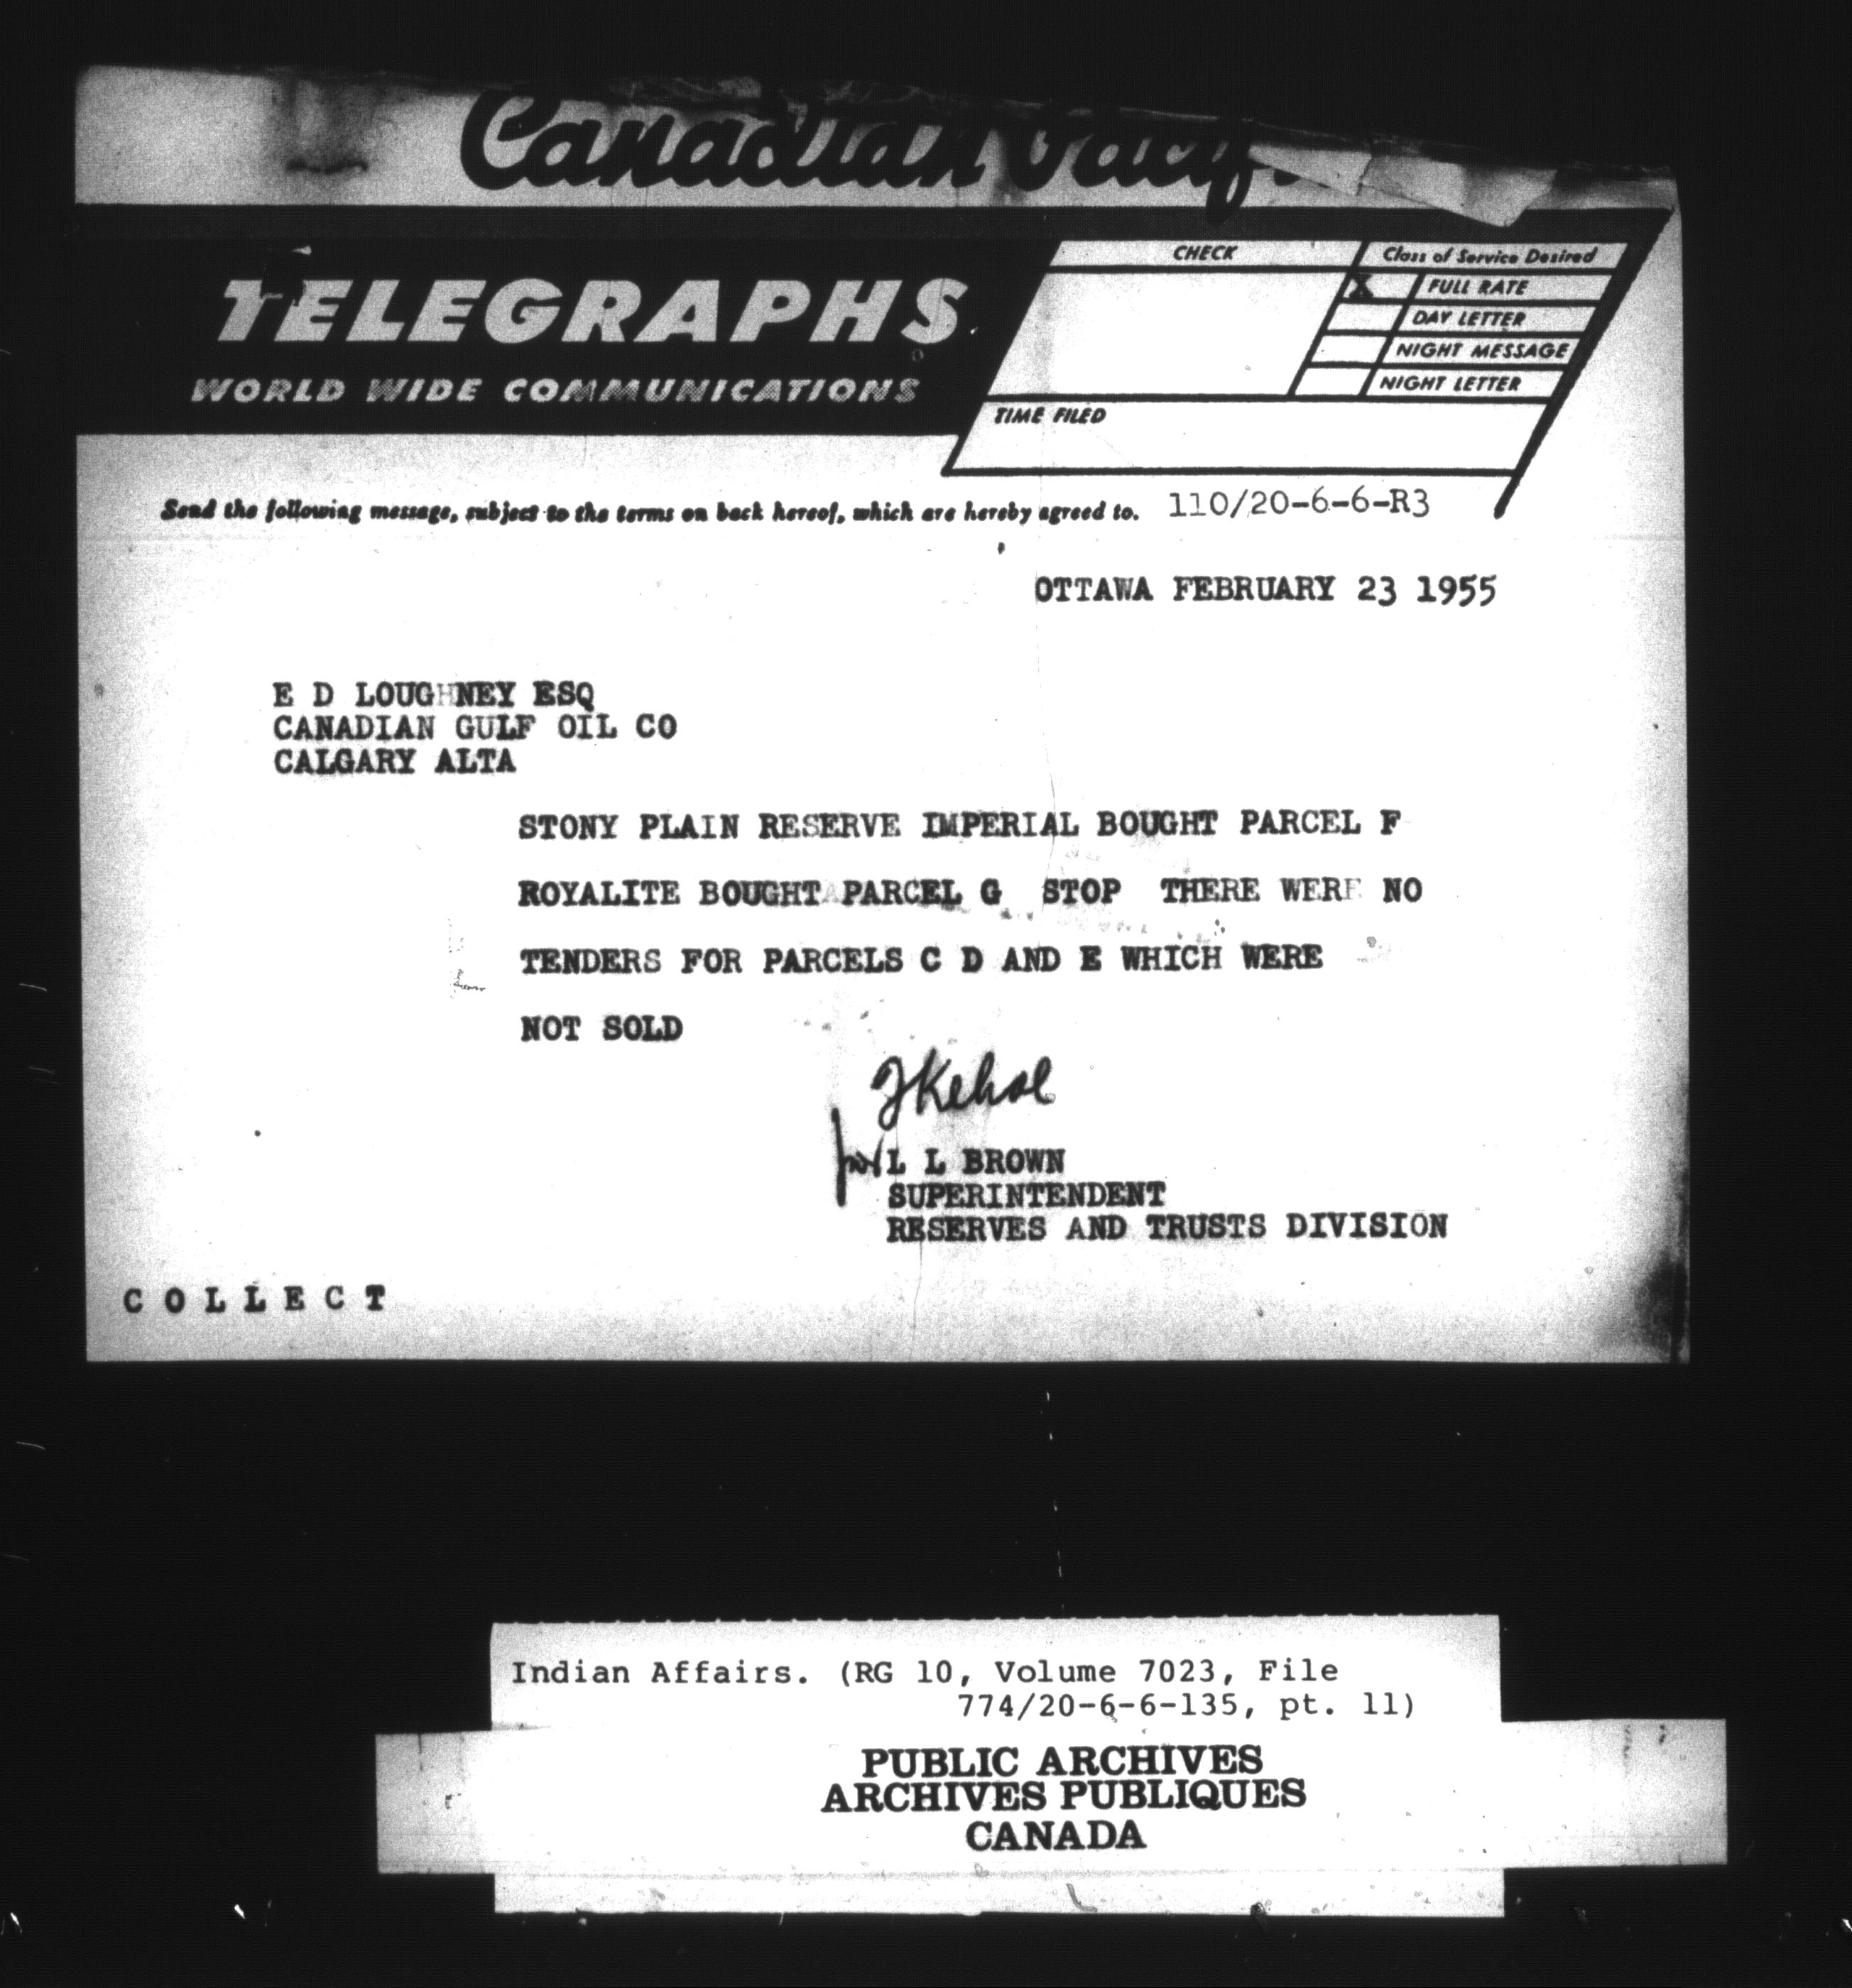 Canadian Pacif
TELEGRAPHS
WORLD WIDE COMMUNICATIONS
CHECK
Class of Service Desired
X FULL RATE
DAY LETTER
NIGHT MESSAGE
NIGHT LETTER
TIME FILED
Send the following message, subject to the terms on back hereof, which are hereby agreed to. 110/20-6-6-R3
OTTAWA FEBRUARY 23 1955
E D LOUGHNEY ESQ
CANADIAN GULF OIL CO
CALGARY ALTA
STONY PLAIN RESERVE IMPERIAL BOUGHT PARCEL F
ROYALITE BOUGHT PARCEL G STOP THERE WERE NO
TENDERS FOR PARCELS C D AND E WHICH WERE
NOT SOLD
for L L BROWN
SUPERINTENDENT
RESERVES AND TRUSTS DIVISION
COLLECT
Indian Affairs. (RG 10, Volume 7023, File
774/20-6-6-135, pt. 11)
PUBLIC ARCHIVES
ARCHIVES PUBLIQUES
CANADA